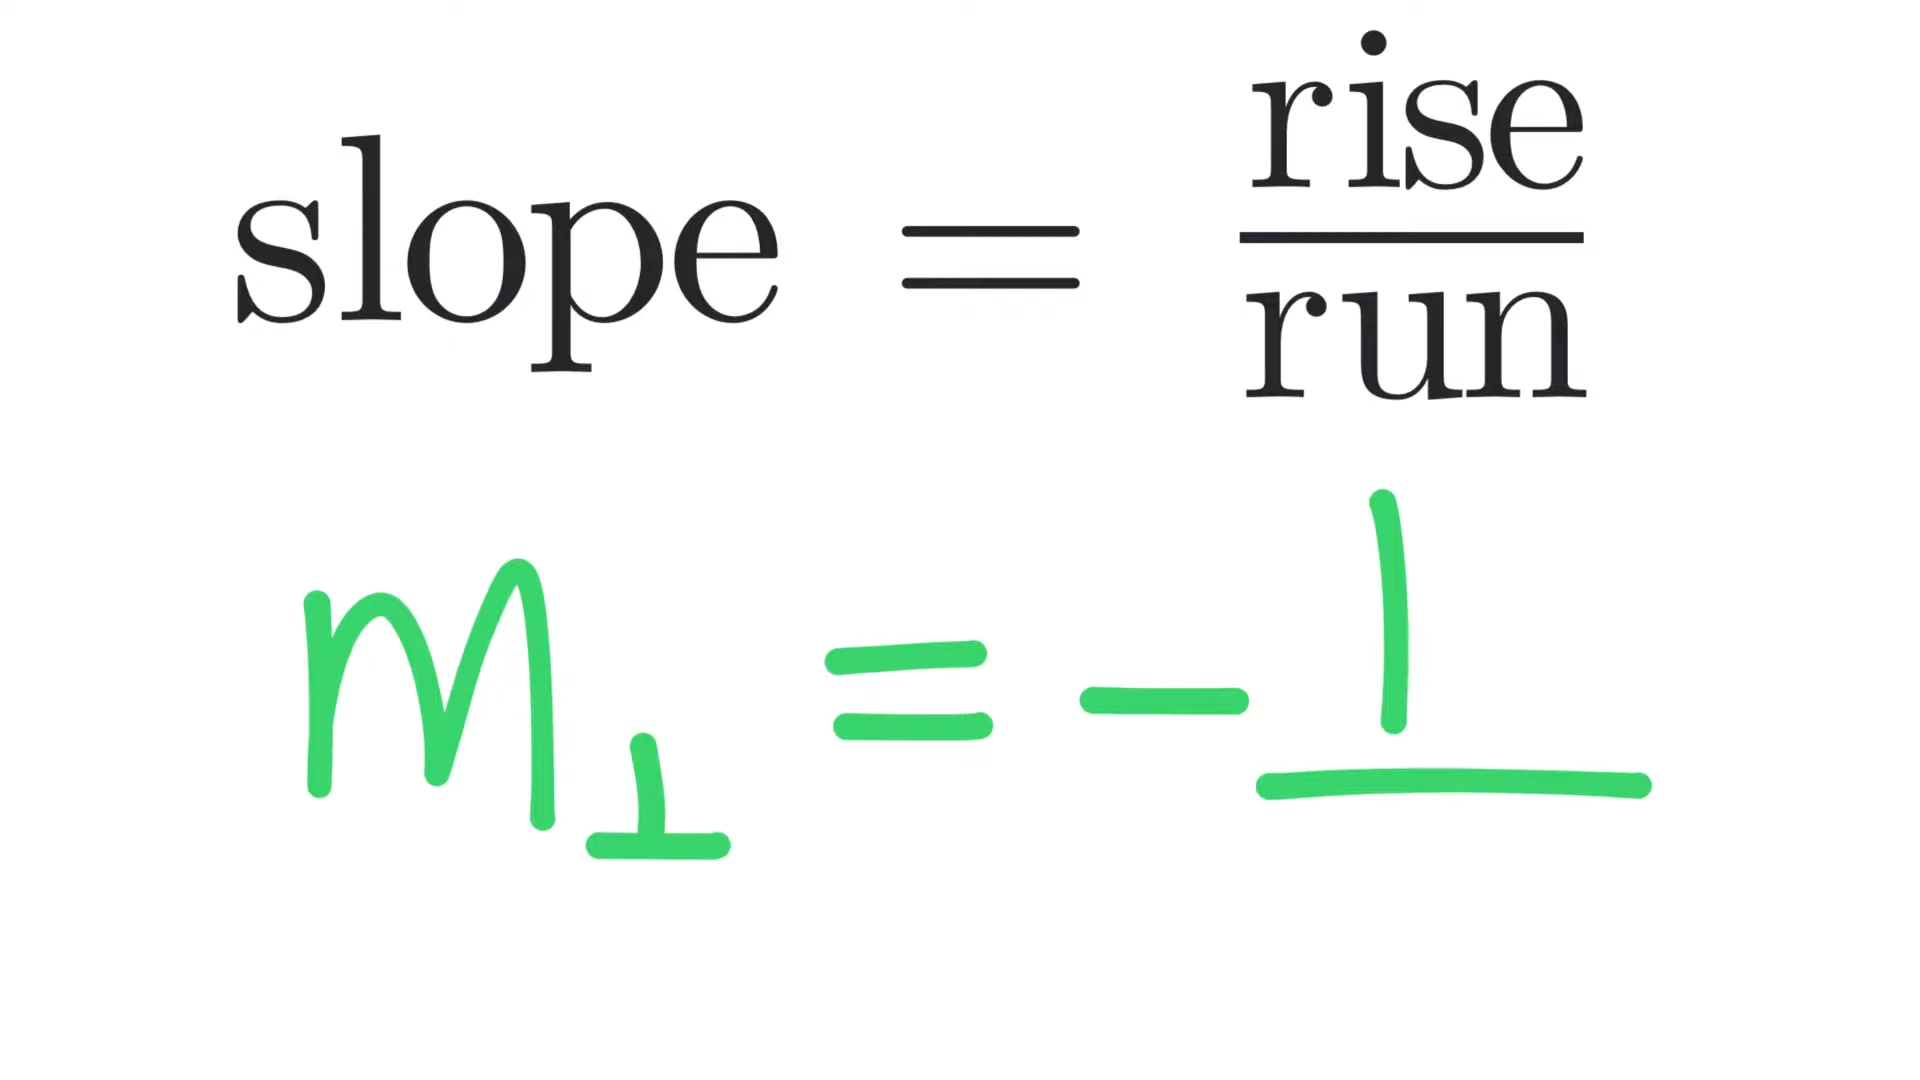 slope = rise/run
m⊥ = -1/